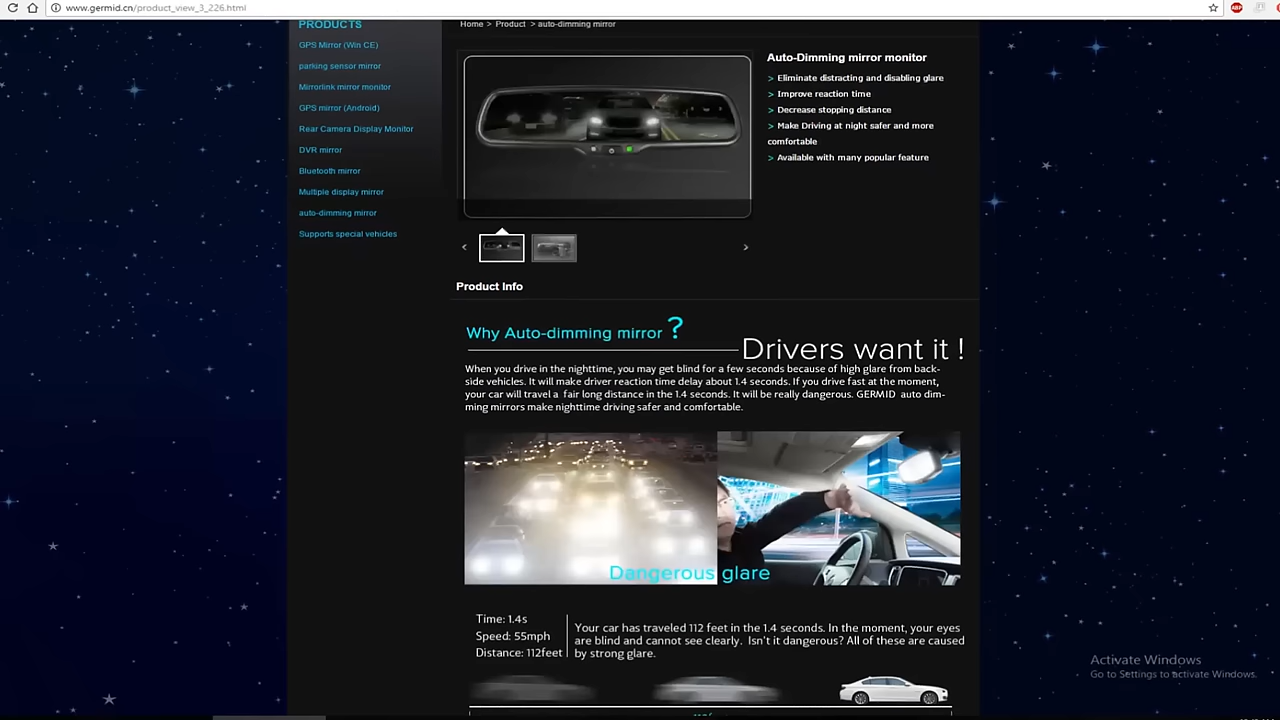 www.germid.cn/product_view_3_226.html
PRODUCTS
GPS Mirror (Win CE)
parking sensor mirror
Mirrorlink mirror monitor
GPS mirror (Android)
Rear Camera Display Monitor
DVR mirror
Bluetooth mirror
Multiple display mirror
auto-dimming mirror
Supports special vehicles
Home > Product > auto-dimming mirror
Auto-Dimming mirror monitor
> Eliminate distracting and disabling glare
> Improve reaction time
> Decrease stopping distance
> Make Driving at night safer and more
comfortable
> Available with many popular feature
Product Info
Why Auto-dimming mirror ?
Drivers want it !
When you drive in the nighttime, you may get blind for a few seconds because of high glare from back-
side vehicles. It will make driver reaction time delay about 1.4 seconds. If you drive fast at the moment,
your car will travel a fair long distance in the 1.4 seconds. It will be really dangerous. GERMID auto dim-
ming mirrors make nighttime driving safer and comfortable.
Dangerous glare
Time: 1.4s
Speed: 55mph
Distance: 112feet
Your car has traveled 112 feet in the 1.4 seconds. In the moment, your eyes
are blind and cannot see clearly. Isn't it dangerous? All of these are caused
by strong glare.
Activate Windows
Go to Settings to activate Windows.
ABP